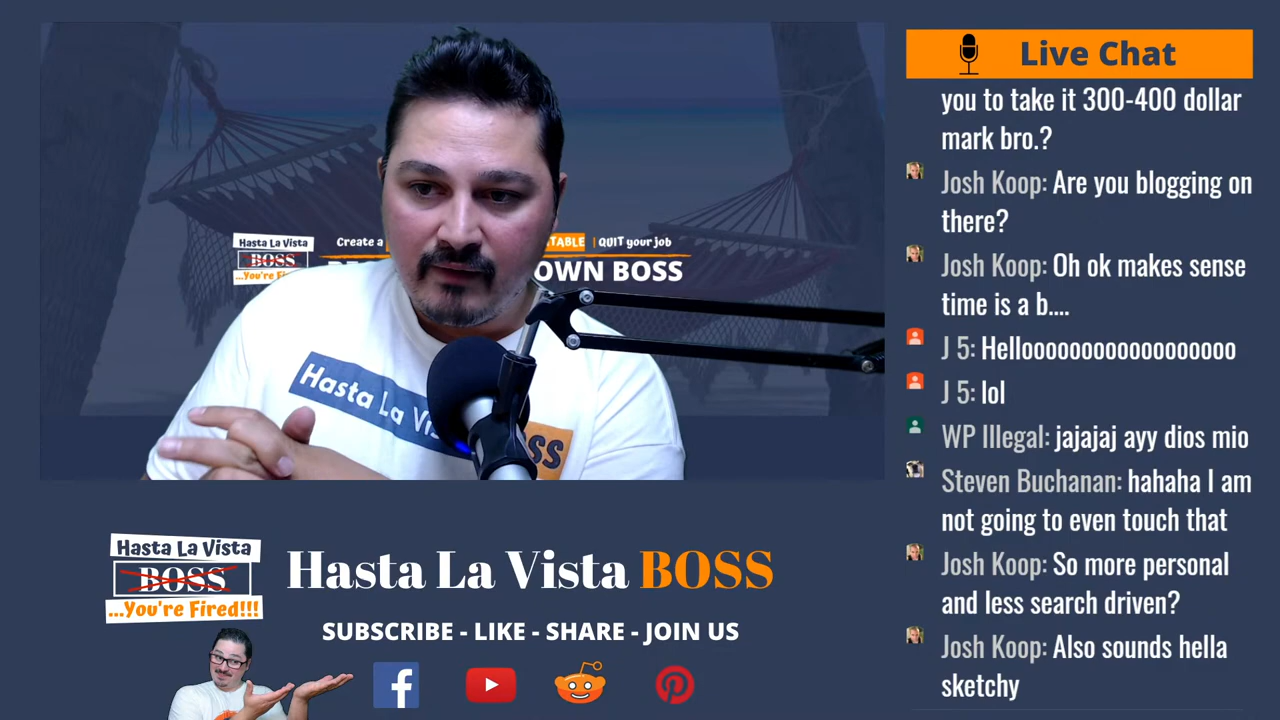 Live Chat
you to take it 300-400 dollar
mark bro.?
Josh Koop: Are you blogging on
there?
Josh Koop: Oh ok makes sense
time is a b....
J 5: Hellooooooooooooooooo
J 5: lol
WP Illegal: jajajaj ayy dios mio
Steven Buchanan: hahaha I am
not going to even touch that
Josh Koop: So more personal
and less search driven?
Josh Koop: Also sounds hella
sketchy
Hasta La Vista
BOSS
...You're Fi
Create a
TABLE | QUIT your job
OWN BOSS
Hasta La Vis
SS
Hasta La Vista
BOSS
...You're Fired!!!
Hasta La Vista BOSS
SUBSCRIBE - LIKE - SHARE - JOIN US